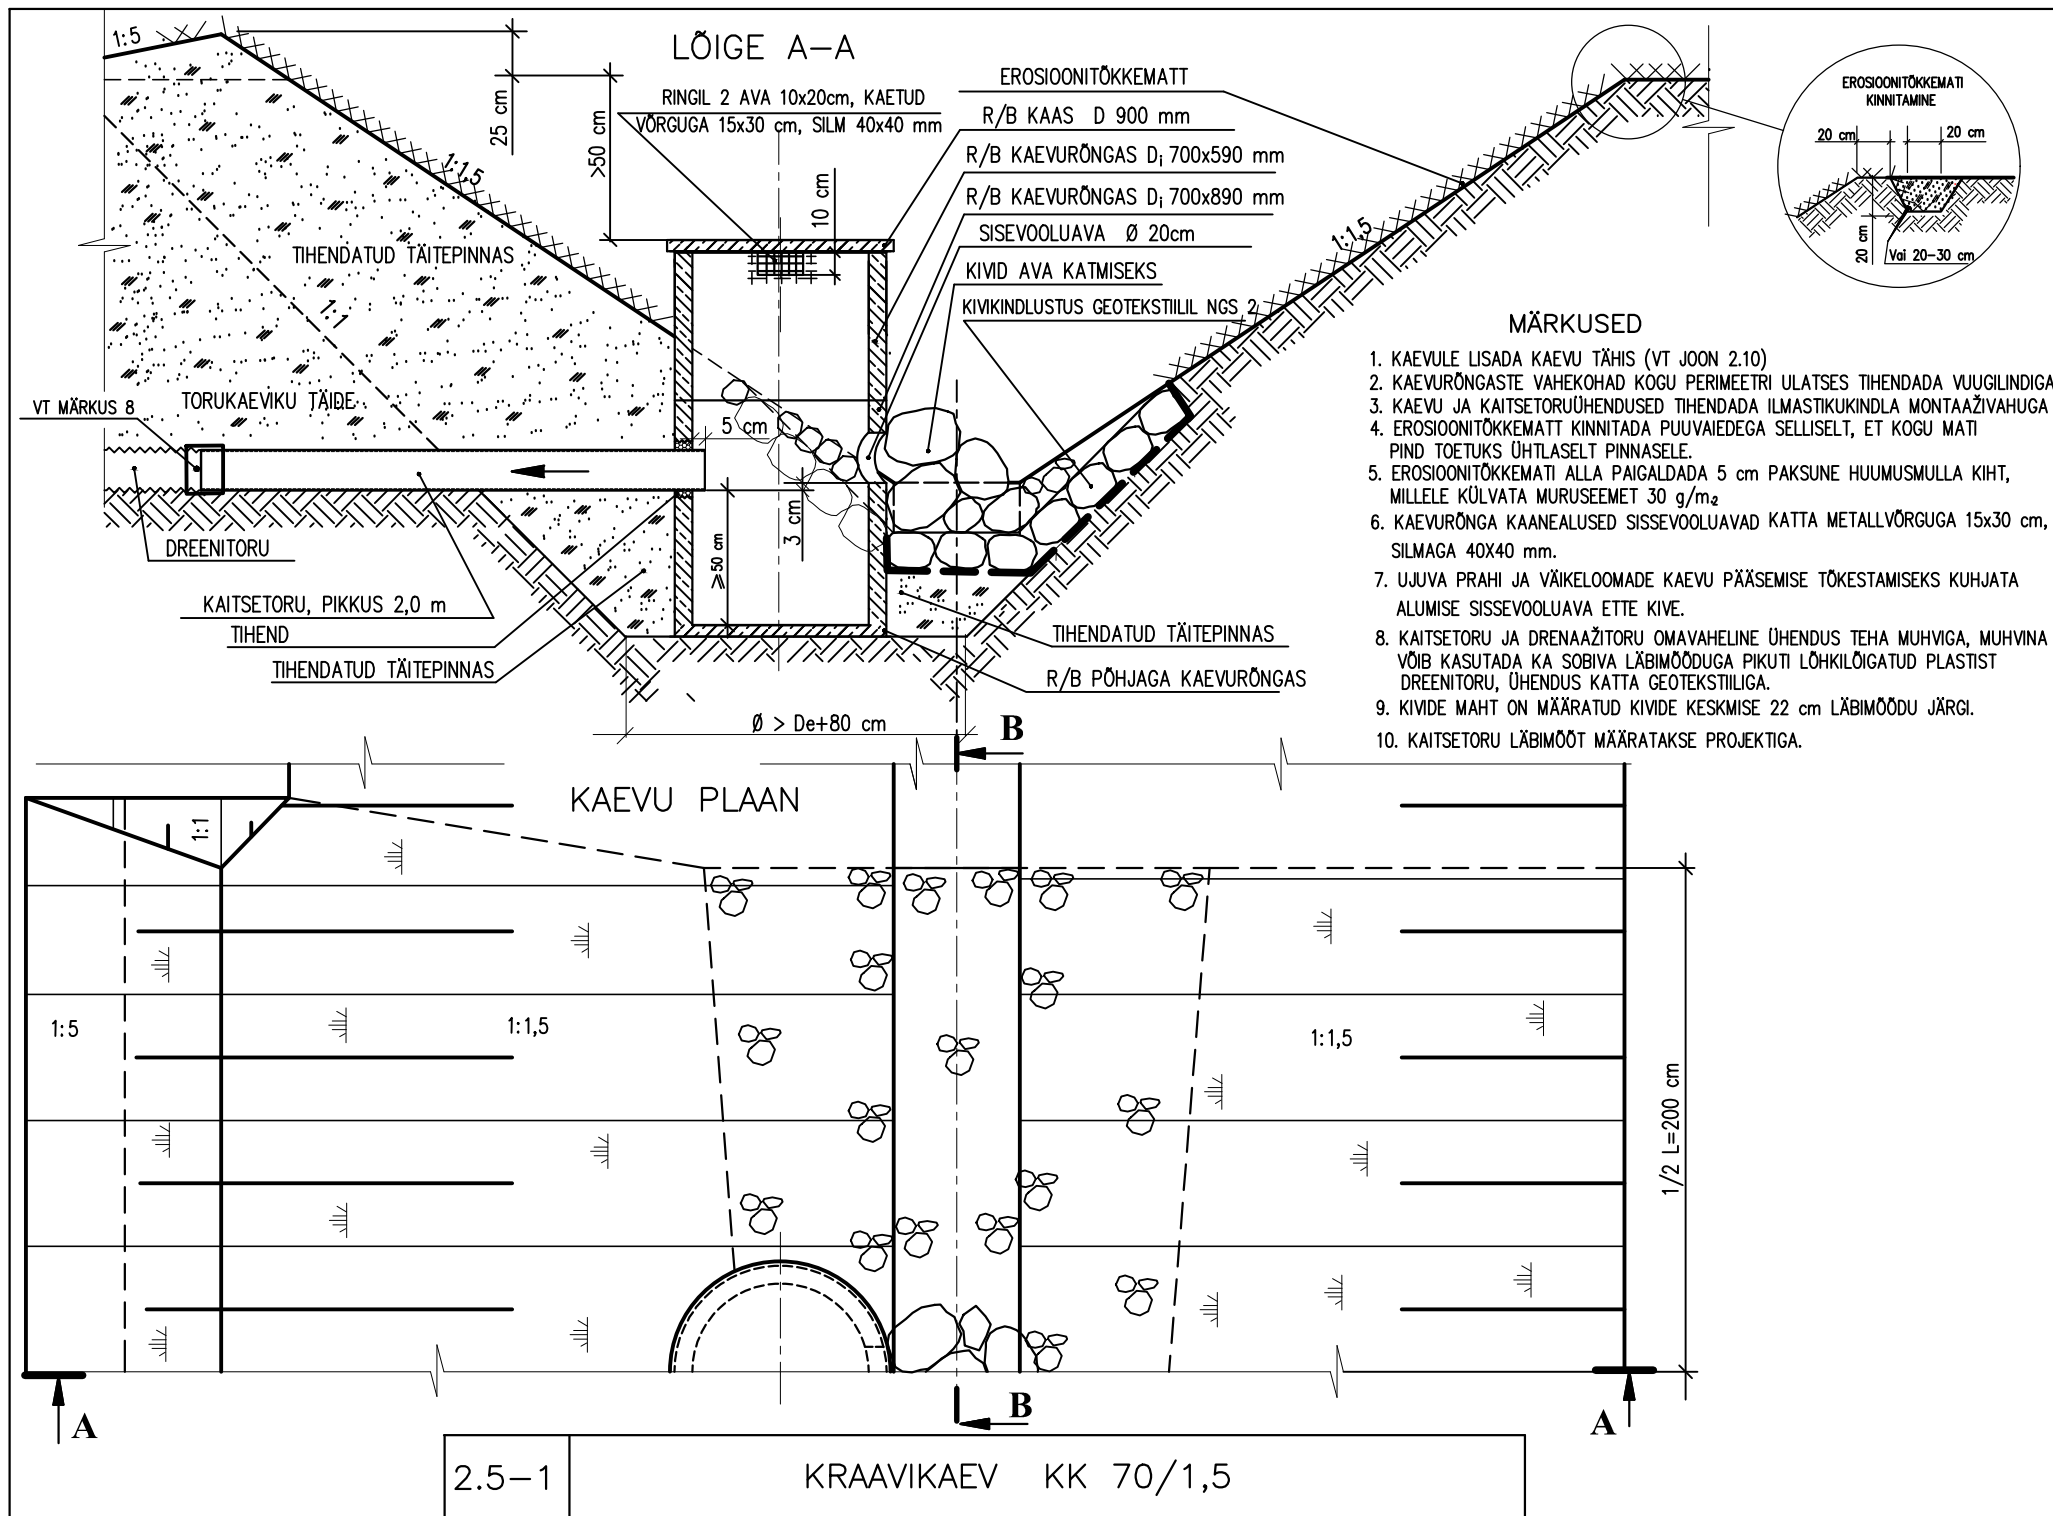 LÕIGE A–A
1:5
25 cm
>50 cm
1:1,5
RINGIL 2 AVA 10x20cm, KAETUD
VÕRGUGA 15x30 cm, SILM 40x40 mm
10 cm
EROSIOONITÕKKEMATT
R/B KAAS D 900 mm
R/B KAEVURÕNGAS Di 700x590 mm
R/B KAEVURÕNGAS Di 700x890 mm
SISEVOOLUAVA Ø 20cm
KIVID AVA KATMISEKS
KIVIKINDLUSTUS GEOTEKSTIILIL NGS 2
1:1,5
EROSIOONITÕKKEMATI
KINNITAMINE
20 cm
20 cm
20 cm
Vai 20–30 cm
TIHENDATUD TÄITEPINNAS
1:1
TORUKAEVIKU TÄIDE
VT MÄRKUS 8
5 cm
3 cm
≥50 cm
DREENITORU
KAITSETORU, PIKKUS 2,0 m
TIHEND
TIHENDATUD TÄITEPINNAS
TIHENDATUD TÄITEPINNAS
R/B PÕHJAGA KAEVURÕNGAS
Ø > De+80 cm
MÄRKUSED
1. KAEVULE LISADA KAEVU TÄHIS (VT JOON 2.10)
2. KAEVURÕNGASTE VAHEKOHAD KOGU PERIMEETRI ULATSES TIHENDADA VUUGILINDIGA
3. KAEVU JA KAITSETORUÜHENDUSED TIHENDADA ILMASTIKUKINDLA MONTAAŽIVAHUGA
4. EROSIOONITÕKKEMATT KINNITADA PUUVAIEDEGA SELLISELT, ET KOGU MATI
PIND TOETUKS ÜHTLASELT PINNASELE.
5. EROSIOONITÕKKEMATI ALLA PAIGALDADA 5 cm PAKSUNE HUUMUSMULLA KIHT,
MILLELE KÜLVATA MURUSEEMET 30 g/m2
6. KAEVURÕNGA KAANEALUSED SISSEVOOLUAVAD KATTA METALLVÕRGUGA 15x30 cm,
SILMAGA 40X40 mm.
7. UJUVA PRAHI JA VÄIKELOOMADE KAEVU PÄÄSEMISE TÕKESTAMISEKS KUHJATA
ALUMISE SISSEVOOLUAVA ETTE KIVE.
8. KAITSETORU JA DRENAAŽITORU OMAVAHELINE ÜHENDUS TEHA MUHVIGA, MUHVINA
VÕIB KASUTADA KA SOBIVA LÄBIMÕÕDUGA PIKUTI LÕHKILÕIGATUD PLASTIST
DREENITORU, ÜHENDUS KATTA GEOTEKSTIILIGA.
9. KIVIDE MAHT ON MÄÄRATUD KIVIDE KESKMISE 22 cm LÄBIMÕÕDU JÄRGI.
10. KAITSETORU LÄBIMÕÕT MÄÄRATAKSE PROJEKTIGA.
B
KAEVU PLAAN
1:1
1:5
1:1,5
1:1,5
1/2 L=200 cm
A
B
A
2.5–1
KRAAVIKAEV KK 70/1,5